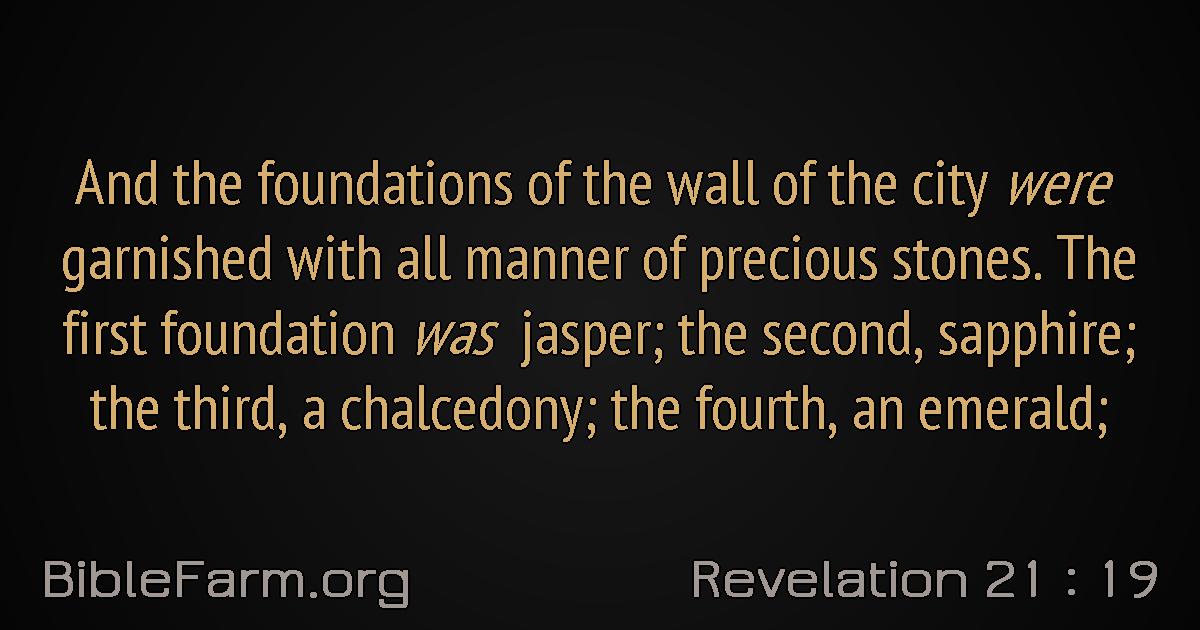 And the foundations of the wall of the city were
garnished with all manner of precious stones. The
first foundation was jasper; the second, sapphire;
the third, a chalcedony; the fourth, an emerald;
BibleFarm.org
Revelation 21 : 19